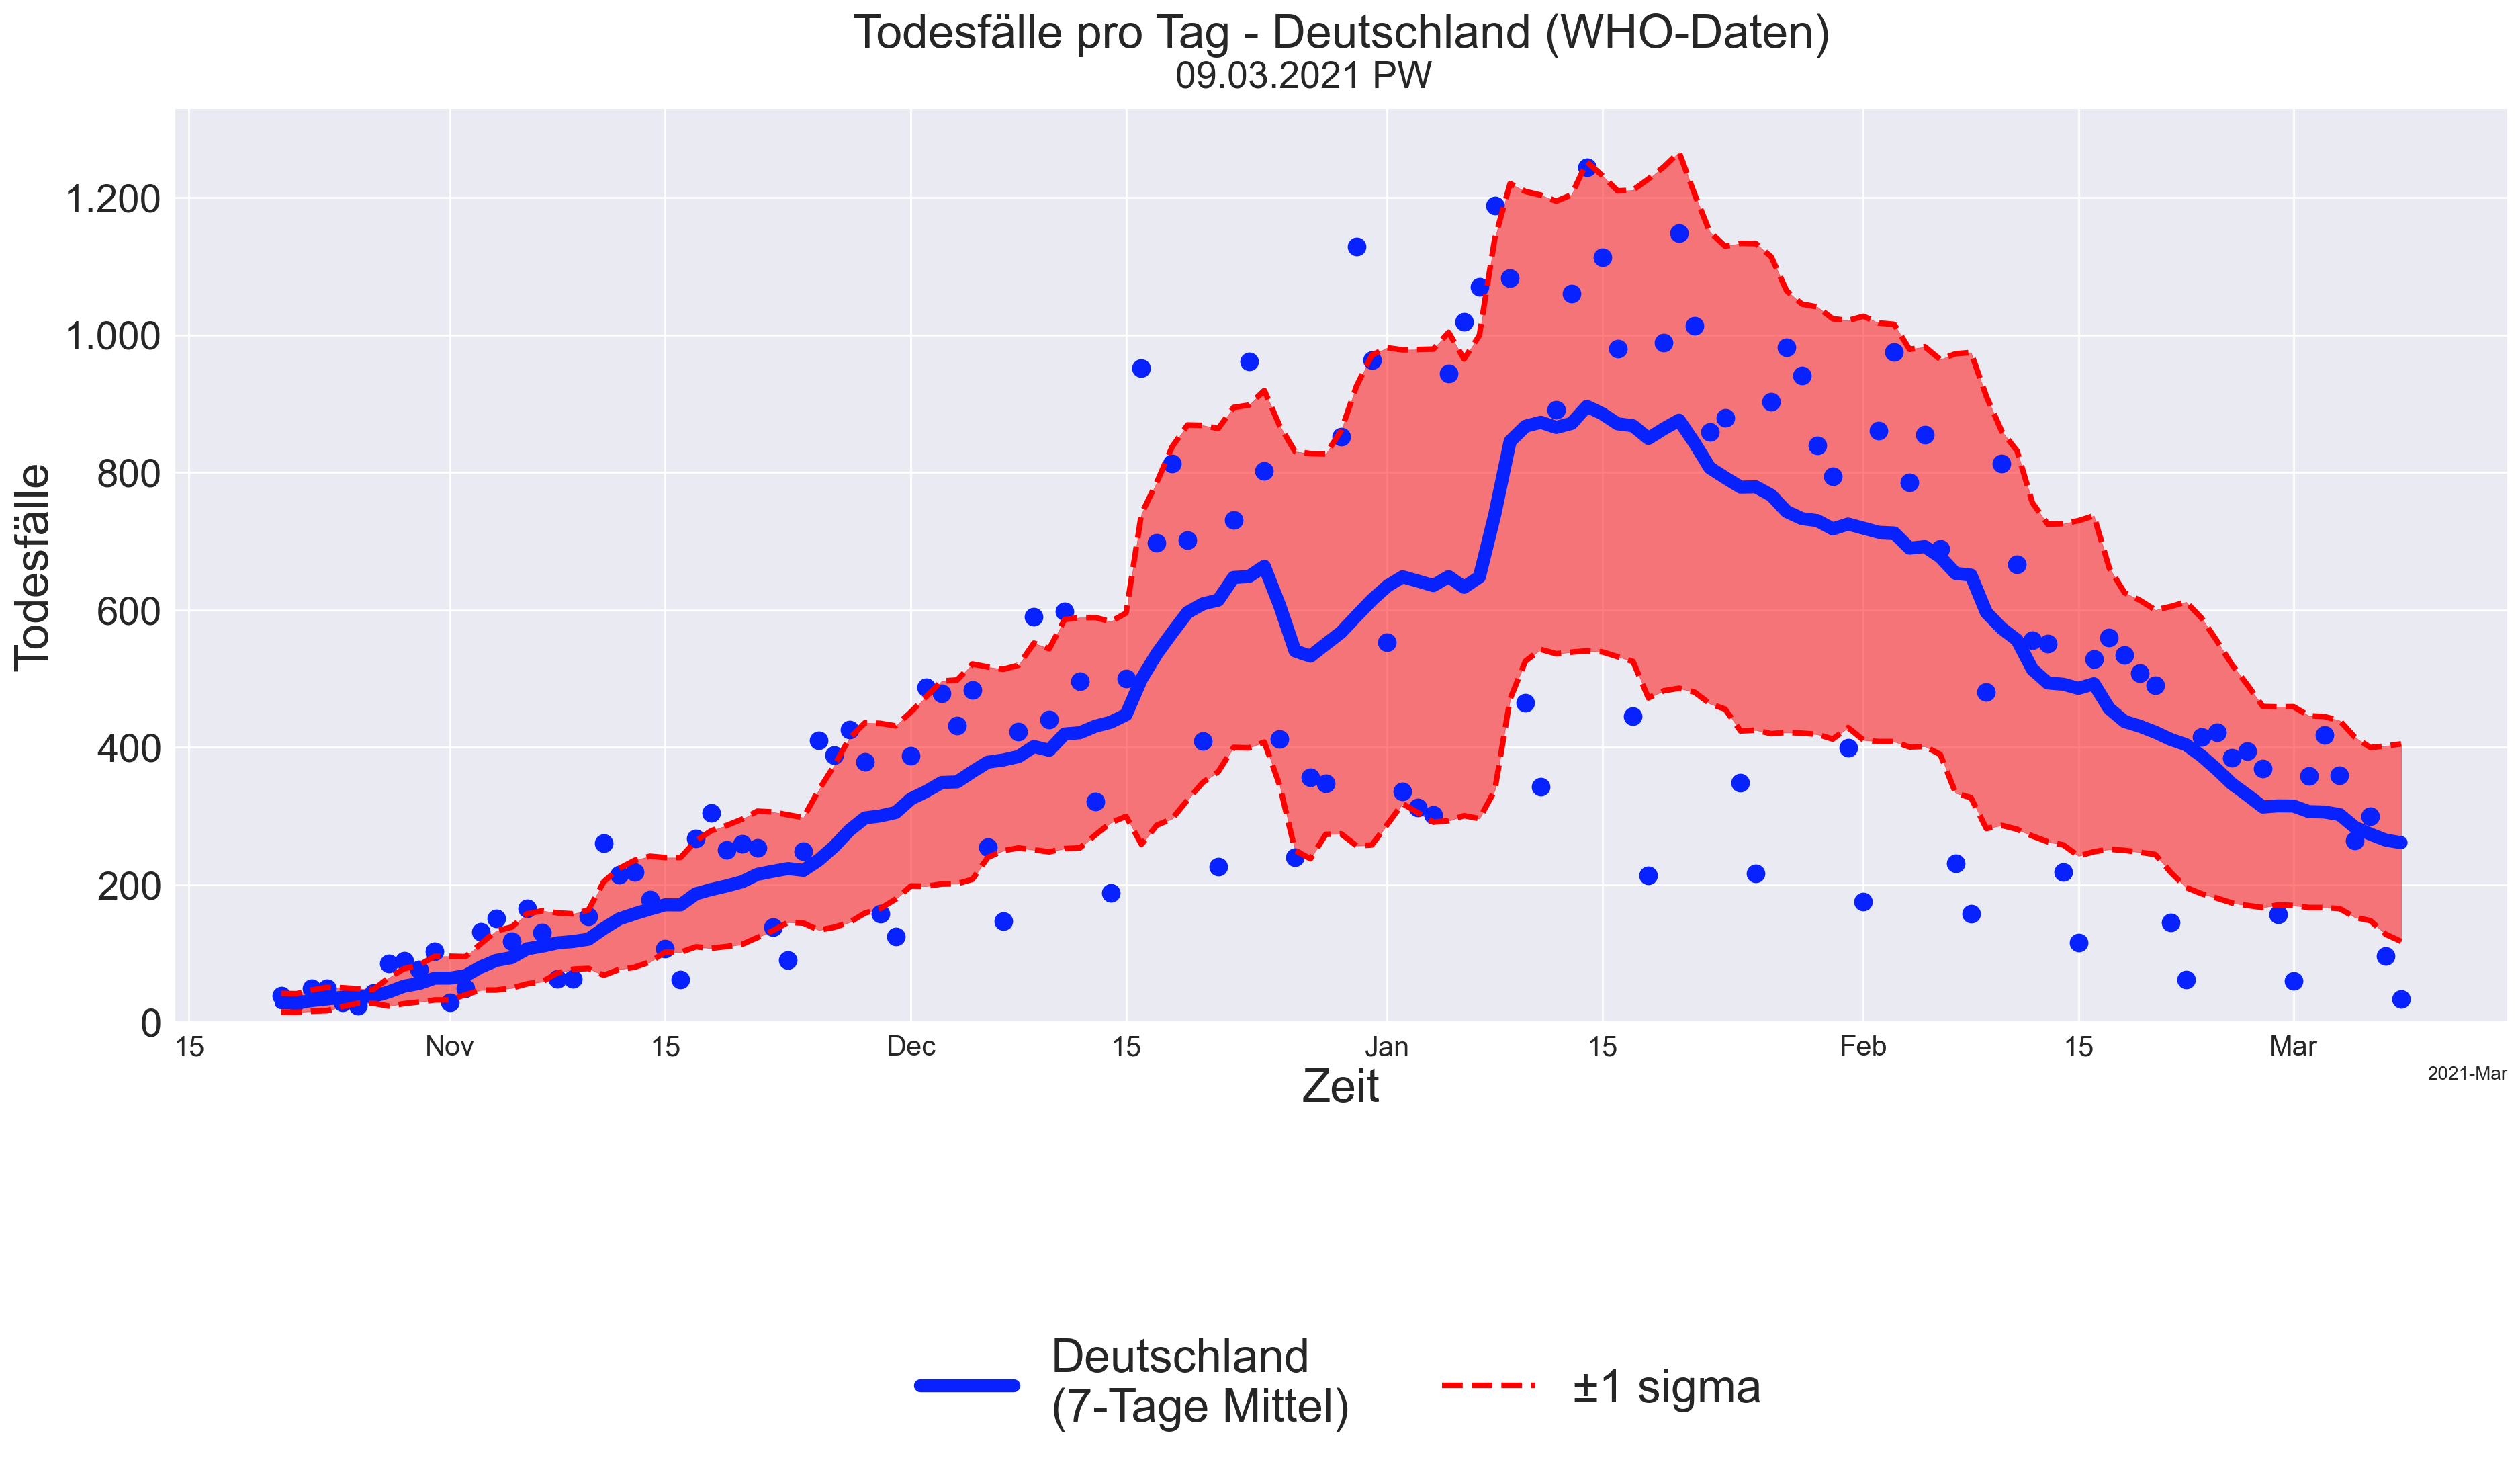 Todesfälle pro Tag - Deutschland (WHO-Daten)
09.03.2021 PW
Todesfälle
1.200
1.000
800
600
400
200
0
15 Nov 15 Dec 15 Jan 15 Feb 15 Mar
2021-Mar
Zeit
Deutschland
(7-Tage Mittel)
±1 sigma